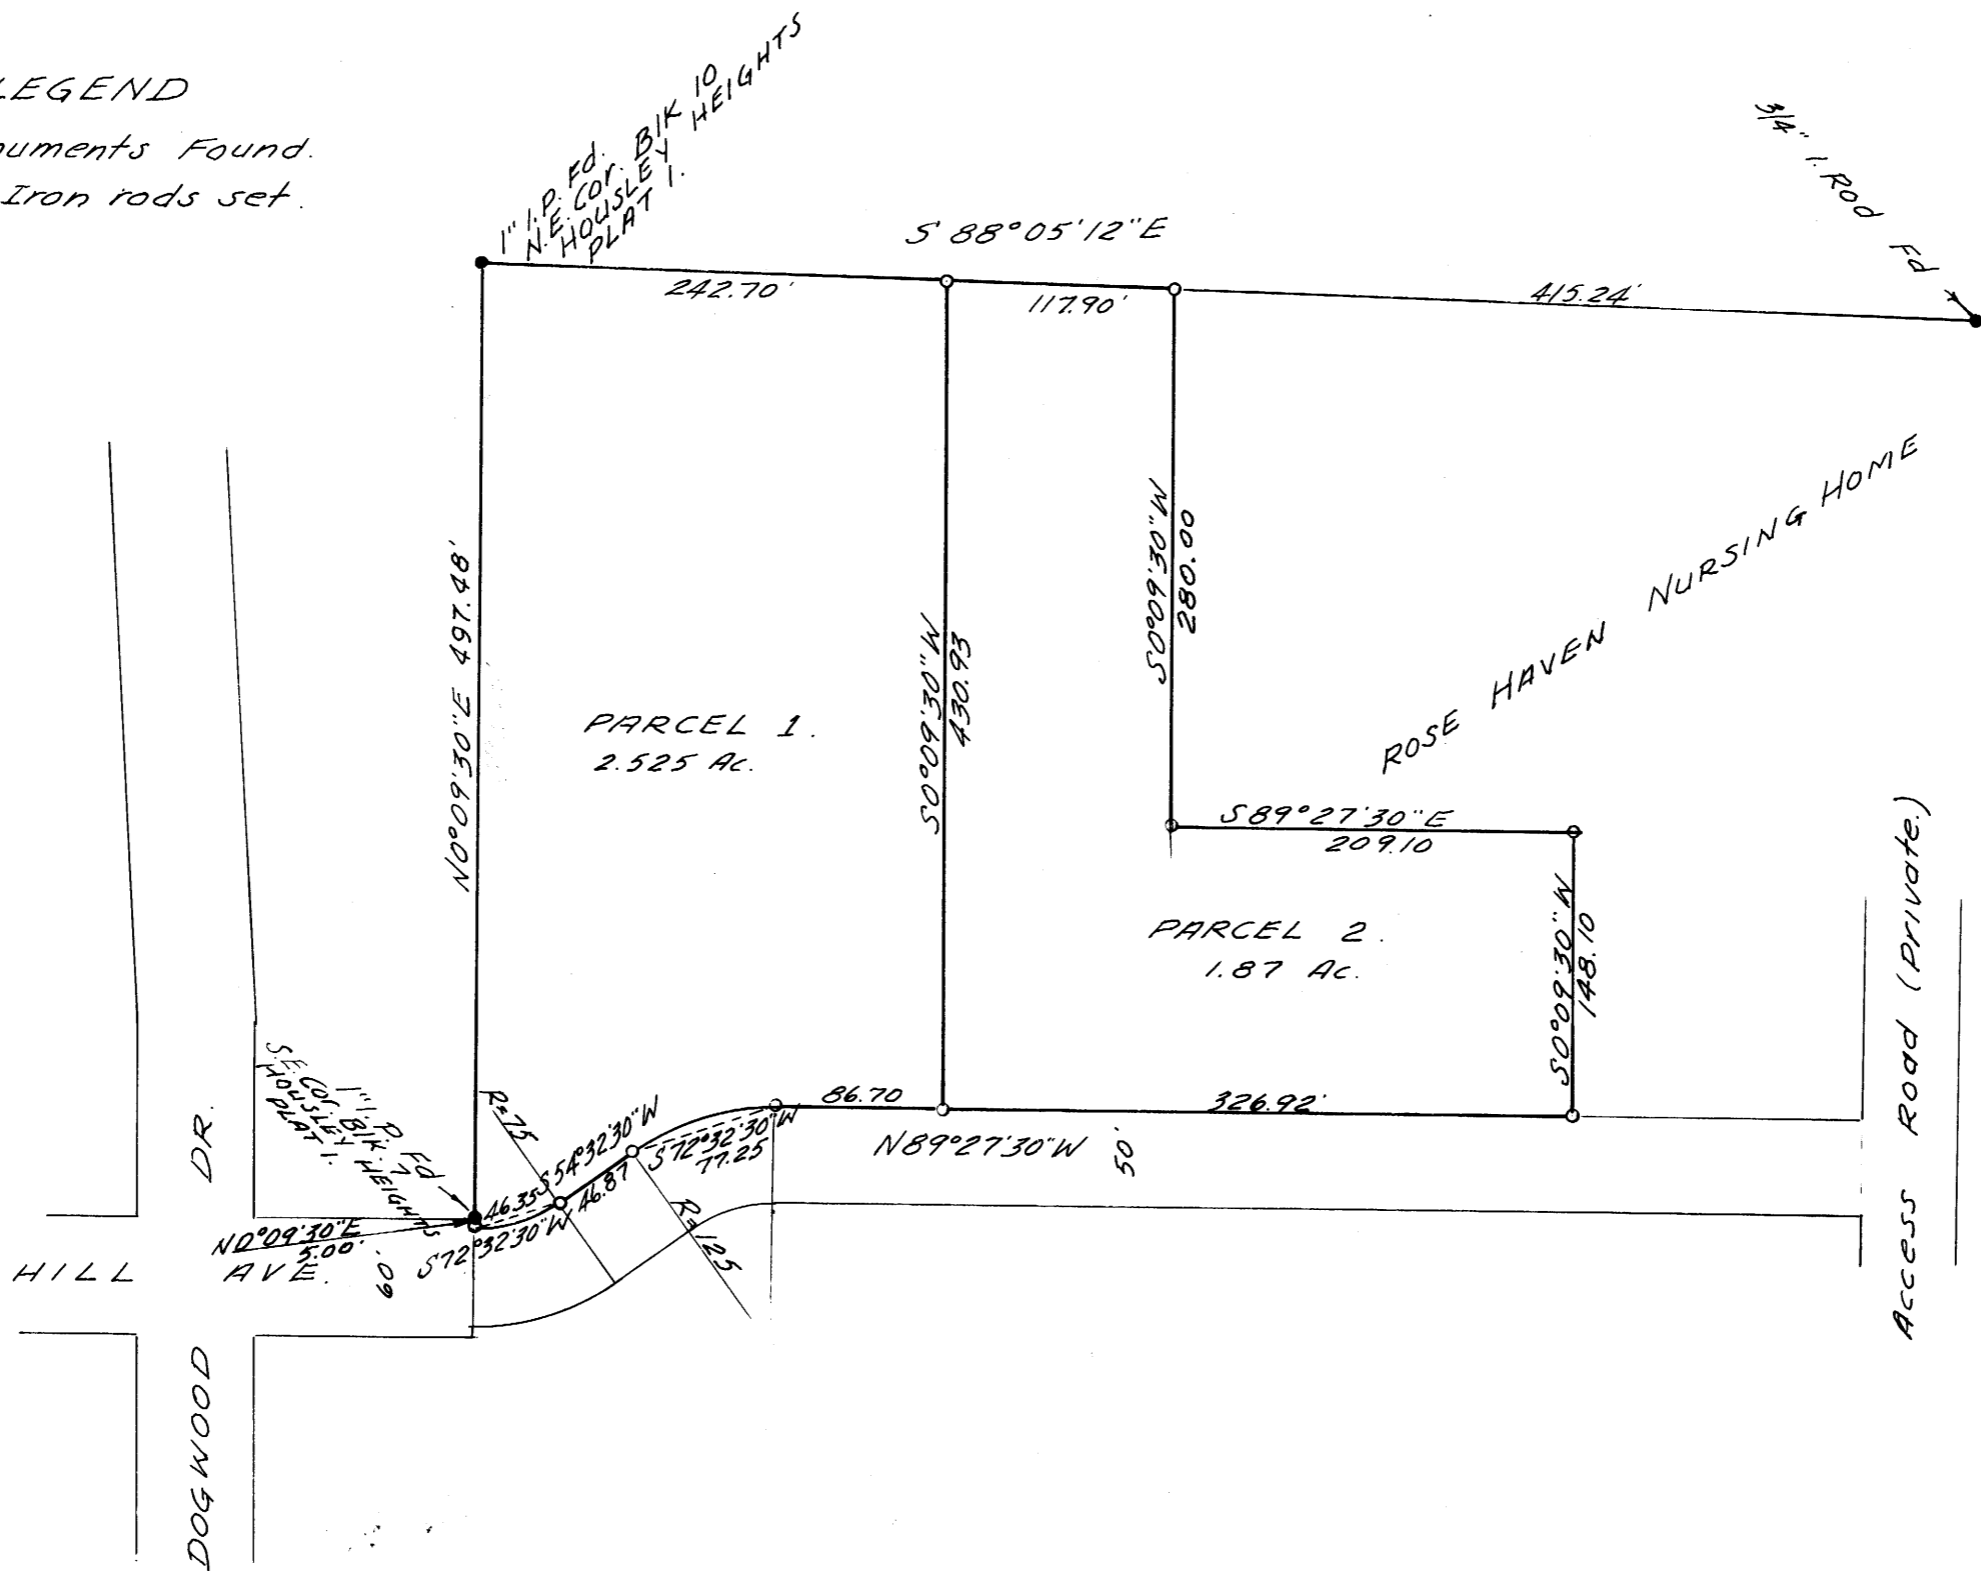 LEGEND
numents Found.
Iron rods set.
1" I.P. Fd.
N.E. Cor. Blk 10
HOUSLEY HEIGHTS
PLAT 1.
3/4" I. Rod Fd
S 88°05'12"E
242.70'
117.90'
415.24'
N0°09'30"E 497.48'
S0°09'30"W
430.93
S0°09'30"W
280.00
ROSE HAVEN NURSING HOME
PARCEL 1.
2.525 Ac.
S89°27'30"E
209.10
PARCEL 2.
1.87 Ac.
S0°09'30"W
148.10
Access Road (Private.)
1" I.P. Fd
S.E. Cor. Blk. 7
HOUSLEY HEIGHTS
PLAT 1.
R=75
46.35
S72°32'30"W
S54°32'30"W
46.87
S72°32'30"W
77.25
R=125
86.70
326.92'
N89°27'30"W
50'
N0°09'30"E
5.00'
HILL AVE.
60'
DOGWOOD DR.